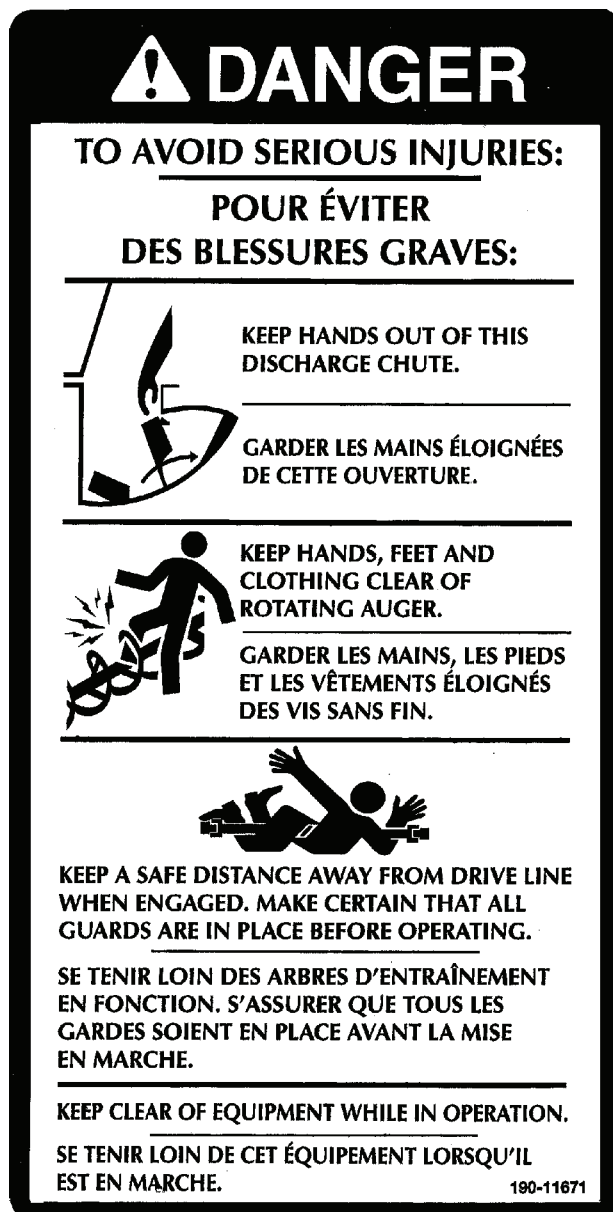 DANGER
TO AVOID SERIOUS INJURIES:
POUR ÉVITER
DES BLESSURES GRAVES:
KEEP HANDS OUT OF THIS
DISCHARGE CHUTE.
GARDER LES MAINS ÉLOIGNÉES
DE CETTE OUVERTURE.
KEEP HANDS, FEET AND
CLOTHING CLEAR OF
ROTATING AUGER.
GARDER LES MAINS, LES PIEDS
ET LES VÊTEMENTS ÉLOIGNÉS
DES VIS SANS FIN.
KEEP A SAFE DISTANCE AWAY FROM DRIVE LINE
WHEN ENGAGED. MAKE CERTAIN THAT ALL
GUARDS ARE IN PLACE BEFORE OPERATING.
SE TENIR LOIN DES ARBRES D'ENTRAÎNEMENT
EN FONCTION. S'ASSURER QUE TOUS LES
GARDES SOIENT EN PLACE AVANT LA MISE
EN MARCHE.
KEEP CLEAR OF EQUIPMENT WHILE IN OPERATION.
SE TENIR LOIN DE CET ÉQUIPEMENT LORSQU'IL
EST EN MARCHE.
190-11671